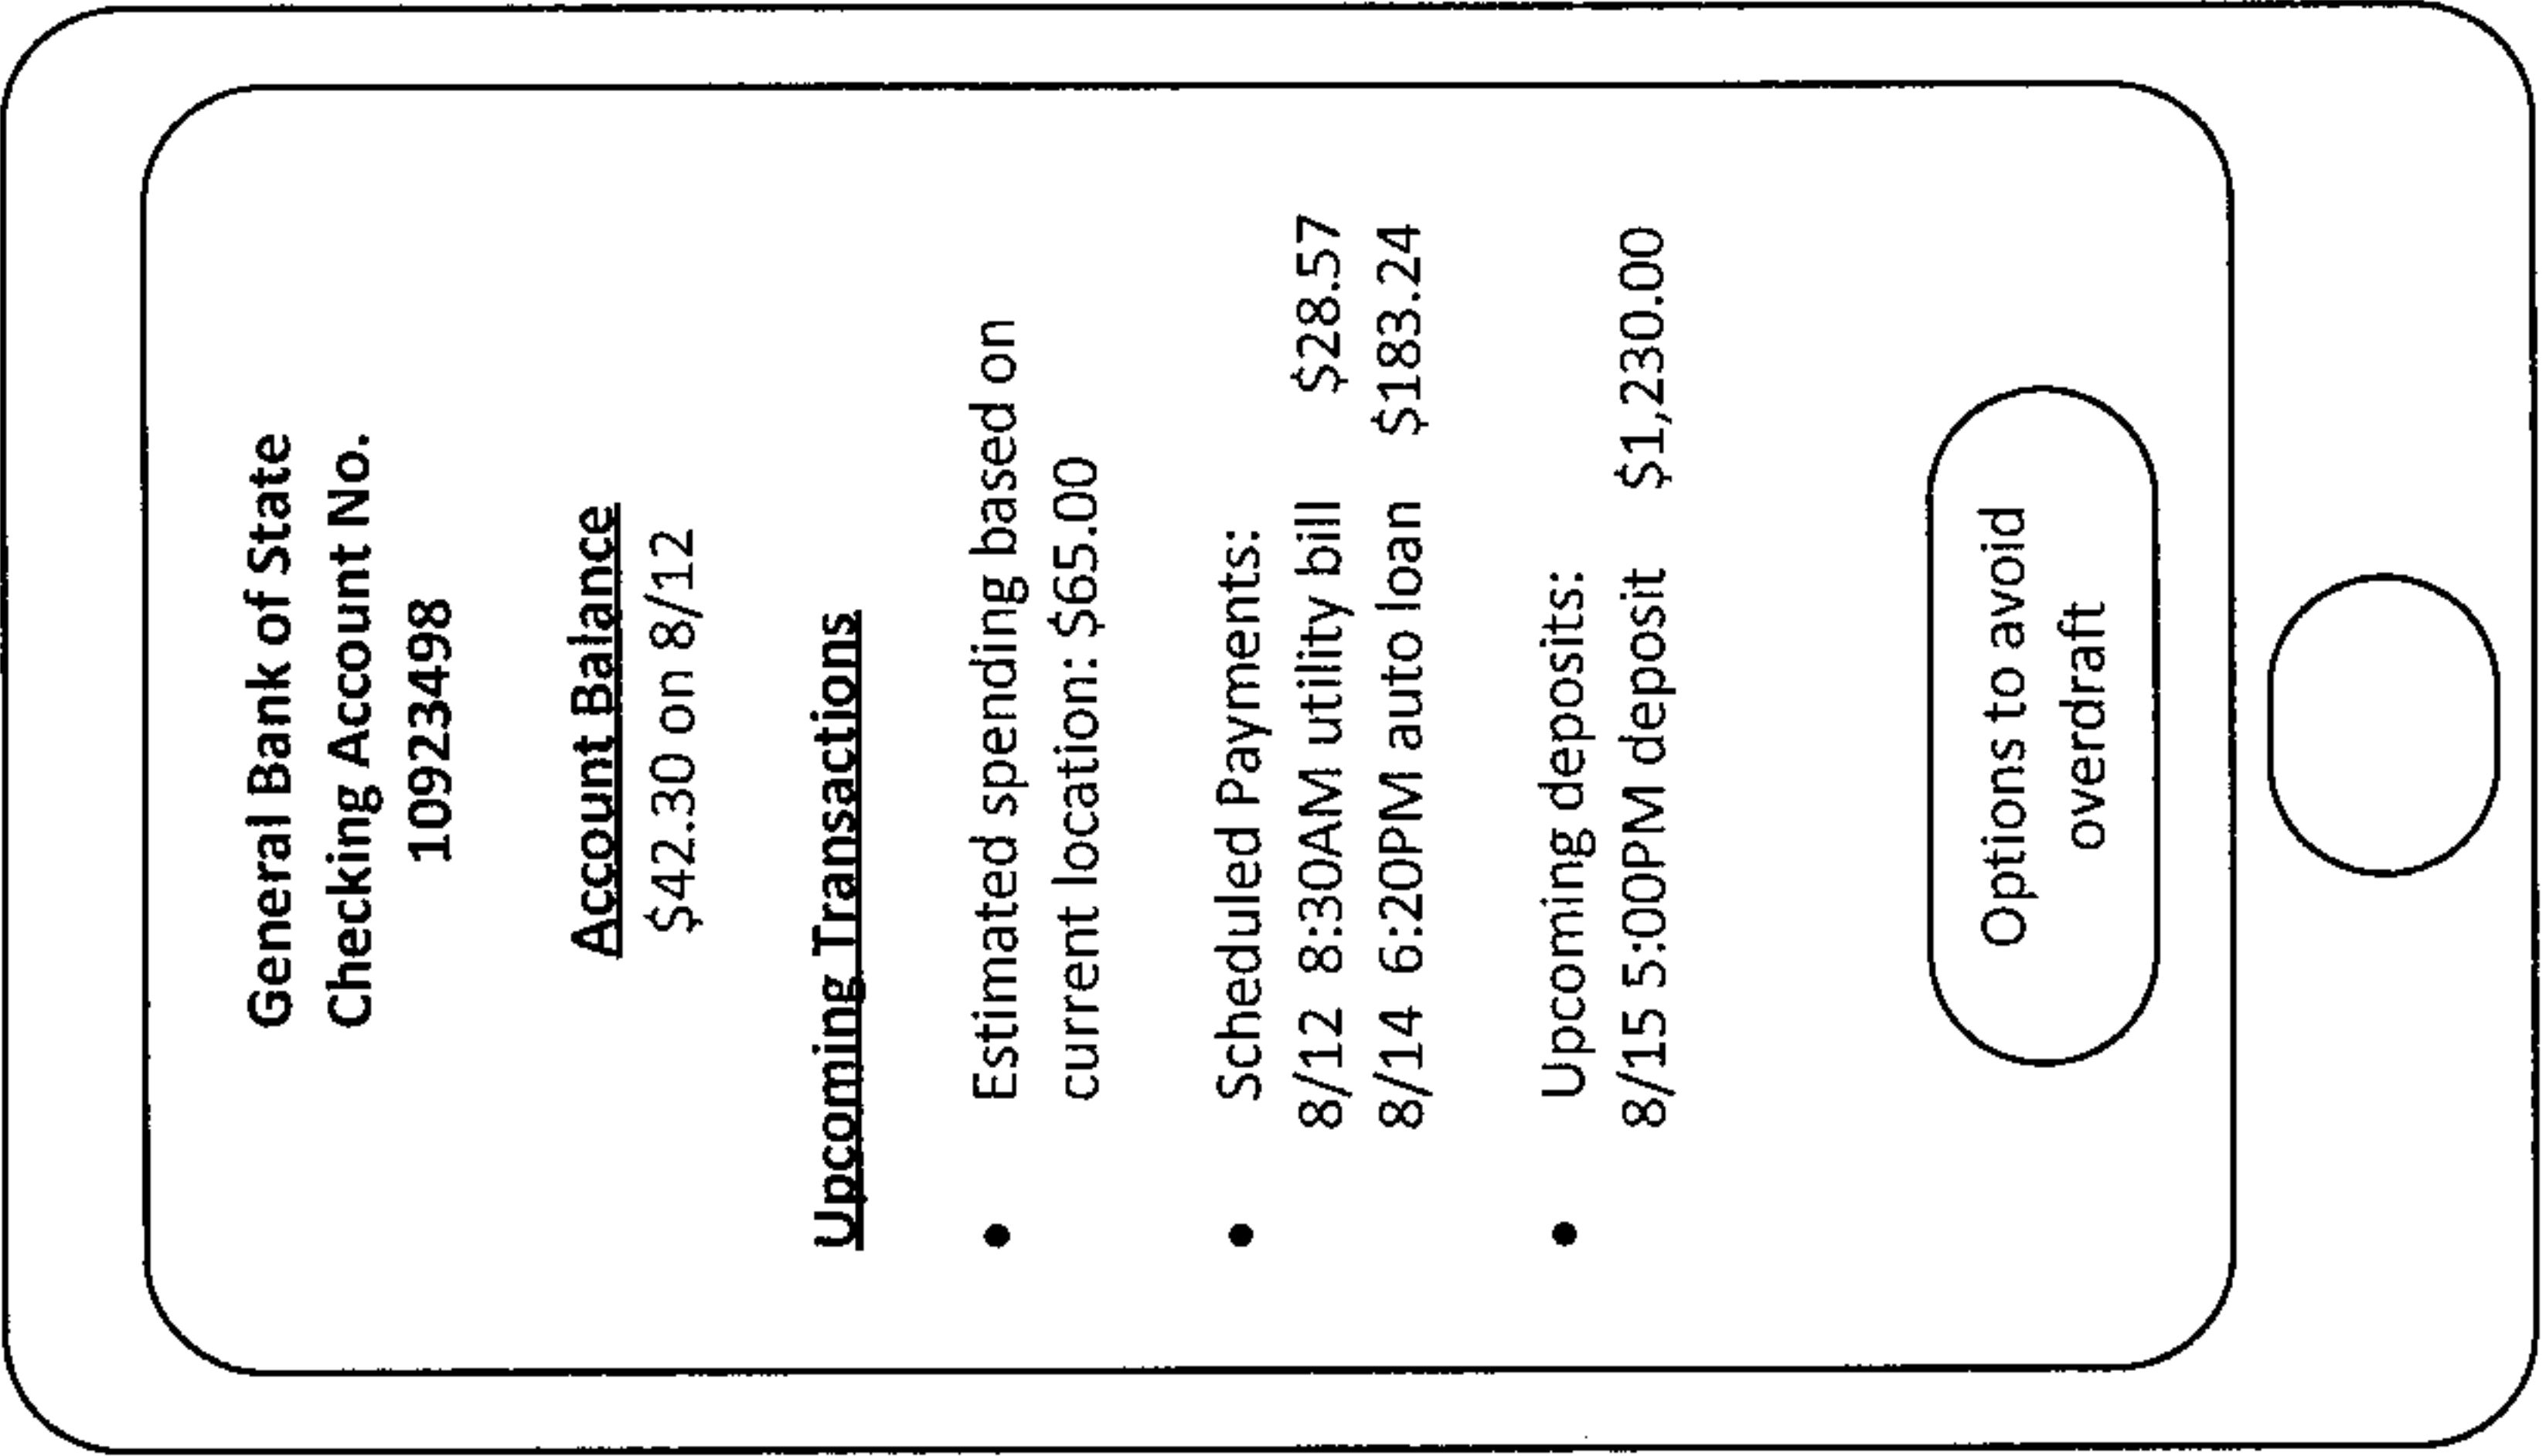 General Bank of State
Checking Account No.
10923498
Account Balance
$42.30 on 8/12
Upcoming Transactions
• Estimated spending based on
current location: $65.00
• Scheduled Payments:
8/12 8:30AM utility bill $28.57
8/14 6:20PM auto loan $183.24
• Upcoming deposits:
8/15 5:00PM deposit $1,230.00
Options to avoid
overdraft